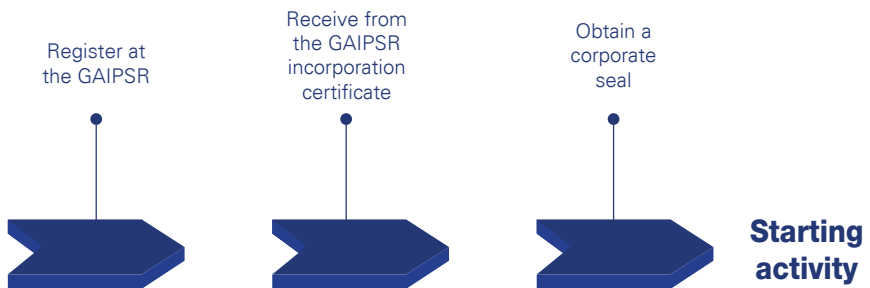 Register at
the GAIPSR
Receive from
the GAIPSR
incorporation
certificate
Obtain a
corporate
seal
Starting
activity